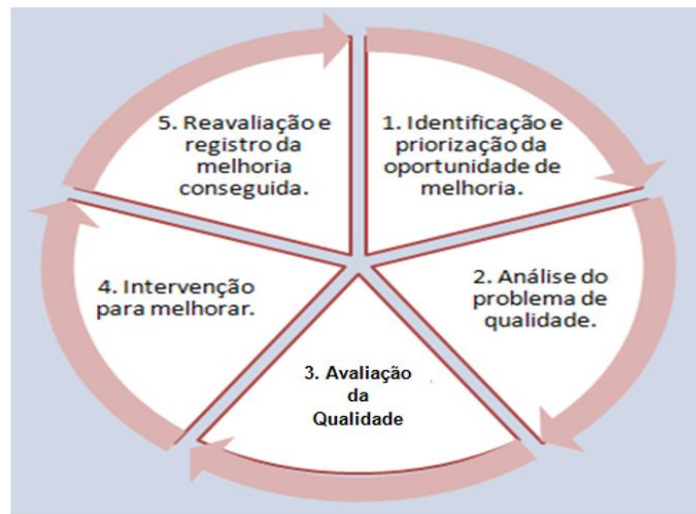 1. Identificação e
priorização da
oportunidade de
melhoria.
2. Análise do
problema de
qualidade.
3. Avaliação
da
Qualidade
4. Intervenção
para melhorar.
5. Reavaliação e
registro da
melhoria
conseguida.